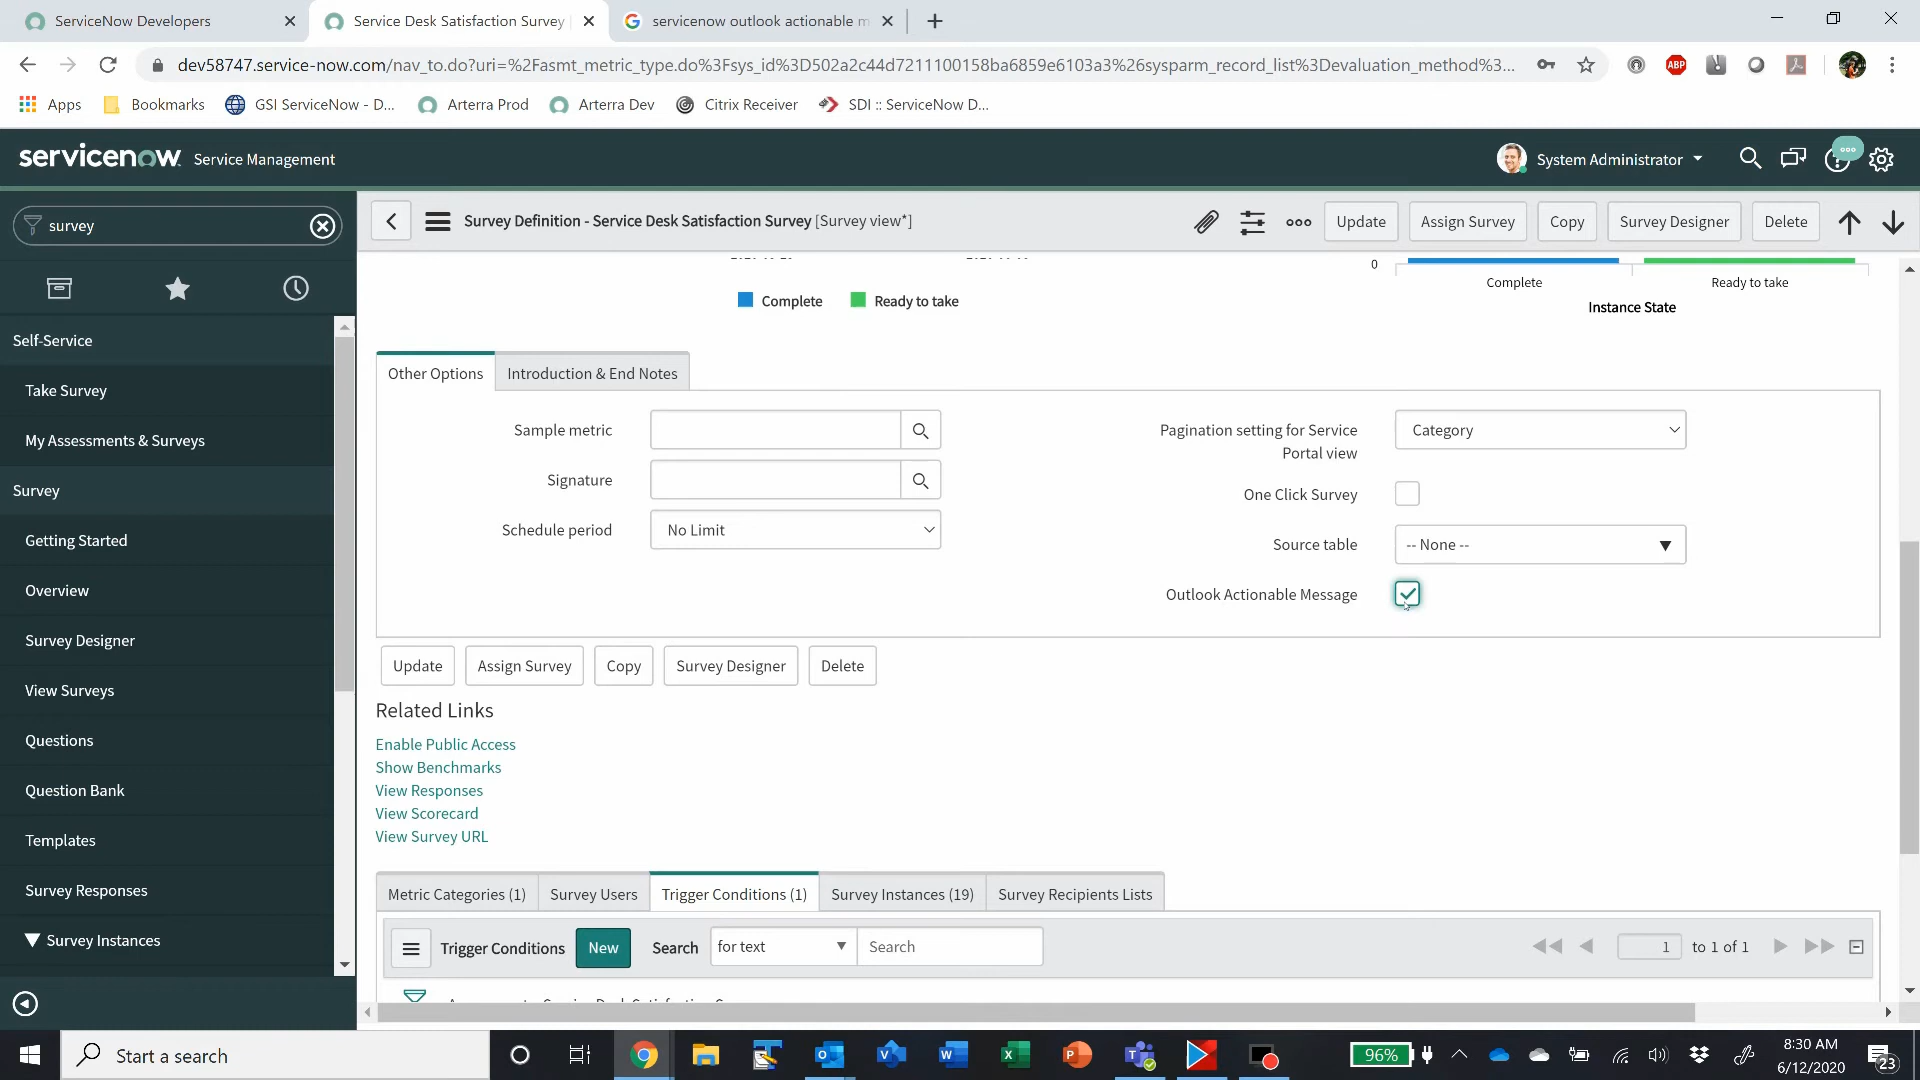 ServiceNow Developers
Service Desk Satisfaction Survey
servicenow outlook actionable m
dev58747.service-now.com/nav_to.do?uri=%2Fasmt_metric_type.do%3Fsys_id%3D502a2c44d7211100158ba6859e6103a3%26sysparm_record_list%3Devaluation_method%3...
ABP
Apps
Bookmarks
GSI ServiceNow - D...
Arterra Prod
Arterra Dev
Citrix Receiver
SDI :: ServiceNow D...
servicenow Service Management
System Administrator
survey
Survey Definition - Service Desk Satisfaction Survey [Survey view*]
Update
Assign Survey
Copy
Survey Designer
Delete
Self-Service
Take Survey
My Assessments & Surveys
Survey
Getting Started
Overview
Survey Designer
View Surveys
Questions
Question Bank
Templates
Survey Responses
Survey Instances
Complete
Ready to take
0
Complete
Ready to take
Instance State
Other Options
Introduction & End Notes
Sample metric
Signature
Schedule period
No Limit
Pagination setting for Service
Portal view
Category
One Click Survey
Source table
-- None --
Outlook Actionable Message
Update
Assign Survey
Copy
Survey Designer
Delete
Related Links
Enable Public Access
Show Benchmarks
View Responses
View Scorecard
View Survey URL
Metric Categories (1)
Survey Users
Trigger Conditions (1)
Survey Instances (19)
Survey Recipients Lists
Trigger Conditions
New
Search
for text
Search
1
to 1 of 1
Start a search
96%
8:30 AM
6/12/2020
23